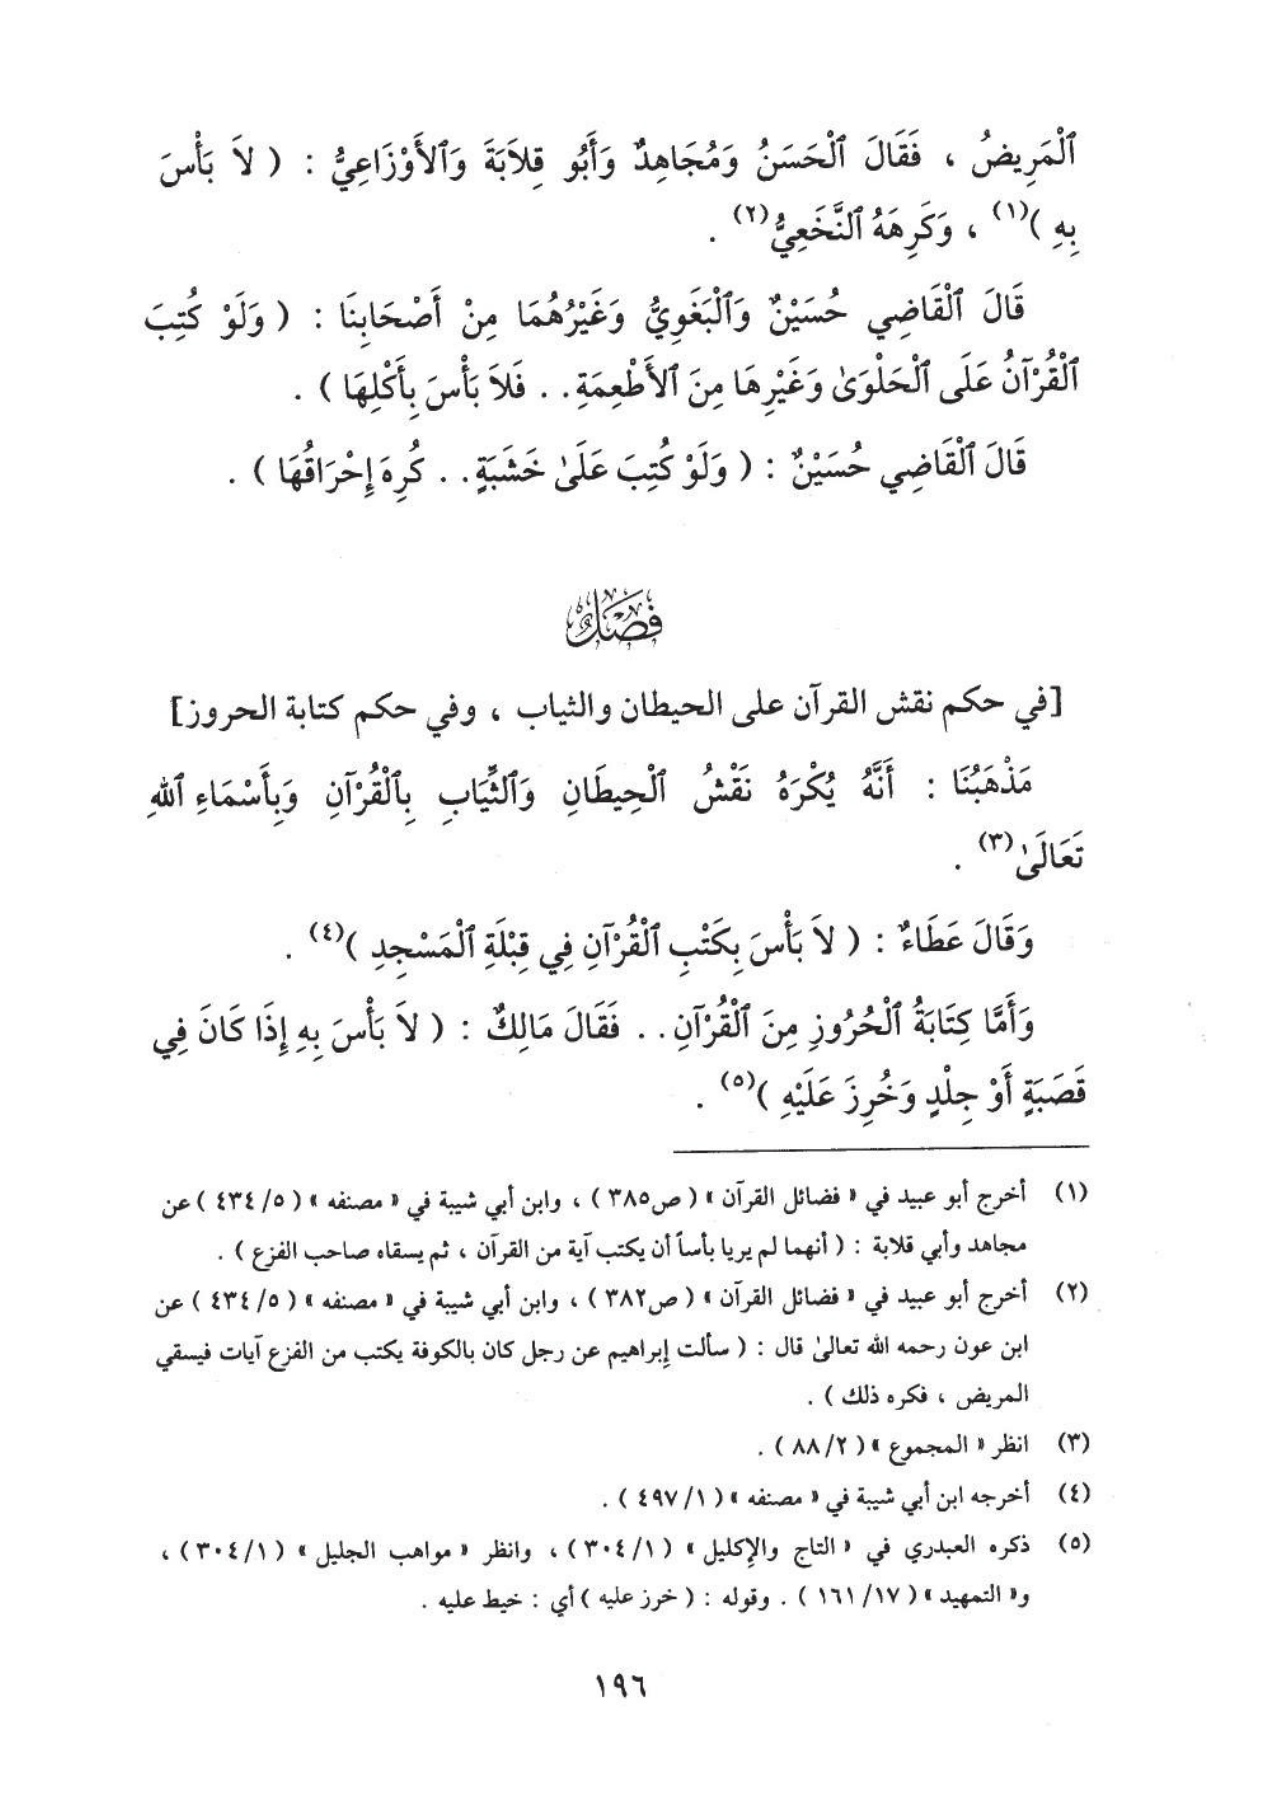 ٱلْمَرِيضُ ، فَقَالَ ٱلْحَسَنُ وَمُجَاهِدٌ وَأَبُو قِلاَبَةَ وَٱلأَوْزَاعِيُّ : ( لاَ بَأْسَ
بِهِ )(١) ، وَكَرِهَهُ ٱلنَّخَعِيُّ(٢) .
قَالَ ٱلْقَاضِي حُسَيْنٌ وَٱلْبَغَوِيُّ وَغَيْرُهُمَا مِنْ أَصْحَابِنَا : ( وَلَوْ كُتِبَ
ٱلْقُرْآنُ عَلَى ٱلْحَلْوَىٰ وَغَيْرِهَا مِنَ ٱلأَطْعِمَةِ . . فَلاَ بَأْسَ بِأَكْلِهَا ) .
قَالَ ٱلْقَاضِي حُسَيْنٌ : ( وَلَوْ كُتِبَ عَلَىٰ خَشَبَةٍ . . كُرِهَ إِحْرَاقُهَا ) .
فَصْلٌ
[في حكم نقش القرآن على الحيطان والثياب ، وفي حكم كتابة الحروز]
مَذْهَبُنَا : أَنَّهُ يُكْرَهُ نَقْشُ ٱلْحِيطَانِ وَٱلثِّيَابِ بِٱلْقُرْآنِ وَبِأَسْمَاءِ ٱللهِ
تَعَالَىٰ(٣) .
وَقَالَ عَطَاءٌ : ( لاَ بَأْسَ بِكَتْبِ ٱلْقُرْآنِ فِي قِبْلَةِ ٱلْمَسْجِدِ )(٤) .
وَأَمَّا كِتَابَةُ ٱلْحُرُوزِ مِنَ ٱلْقُرْآنِ . . فَقَالَ مَالِكٌ : ( لاَ بَأْسَ بِهِ إِذَا كَانَ فِي
قَصَبَةٍ أَوْ جِلْدٍ وَخُرِزَ عَلَيْهِ )(٥) .
(١) أخرج أبو عبيد في « فضائل القرآن » ( ص٣٨٥ ) ، وابن أبي شيبة في « مصنفه » ( ٤٣٤/٥ ) عن
مجاهد وأبي قلابة : ( أنهما لم يريا بأساً أن يكتب آية من القرآن ، ثم يسقاه صاحب الفزع ) .
(٢) أخرج أبو عبيد في « فضائل القرآن » ( ص٣٨٢ ) ، وابن أبي شيبة في « مصنفه » ( ٤٣٤/٥ ) عن
ابن عون رحمه الله تعالىٰ قال : ( سألت إبراهيم عن رجل كان بالكوفة يكتب من الفزع آيات فيسقي
المريض ، فكره ذلك ) .
(٣) انظر « المجموع » ( ٨٨/٢ ) .
(٤) أخرجه ابن أبي شيبة في « مصنفه » ( ٤٩٧/١ ) .
(٥) ذكره العبدري في « التاج والإكليل » ( ٣٠٤/١ ) ، وانظر « مواهب الجليل » ( ٣٠٤/١ ) ،
و« التمهيد » ( ١٦١/١٧ ) . وقوله : ( خرز عليه ) أي : خيط عليه .
١٩٦